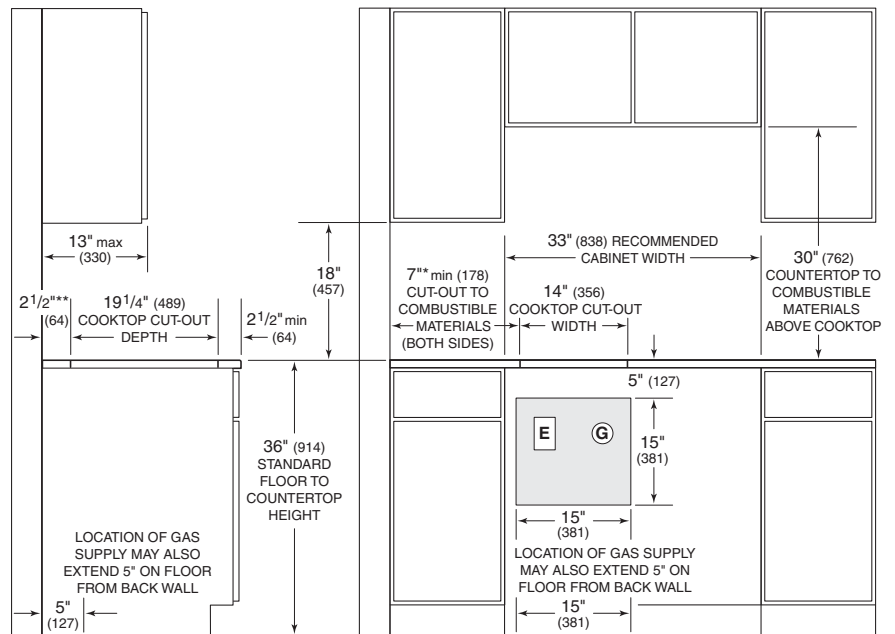 13" max
(330)
18"
(457)
2 1/2"**
(64)
19 1/4" (489)
COOKTOP CUT-OUT
DEPTH
2 1/2" min
(64)
7"* min (178)
CUT-OUT TO
COMBUSTIBLE
MATERIALS
(BOTH SIDES)
33" (838) RECOMMENDED
CABINET WIDTH
14" (356)
COOKTOP CUT-OUT
WIDTH
30" (762)
COUNTERTOP TO
COMBUSTIBLE
MATERIALS
ABOVE COOKTOP
36" (914)
STANDARD
FLOOR TO
COUNTERTOP
HEIGHT
LOCATION OF GAS
SUPPLY MAY ALSO
EXTEND 5" ON FLOOR
FROM BACK WALL
5"
(127)
5" (127)
E
G
15"
(381)
15"
(381)
LOCATION OF GAS SUPPLY
MAY ALSO EXTEND 5" ON
FLOOR FROM BACK WALL
15"
(381)